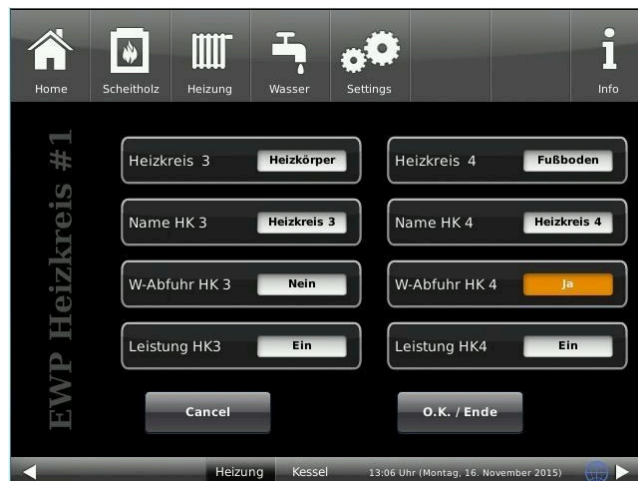 Home Scheitholz Heizung Wasser Settings Info
EWP Heizkreis #1
Heizkreis 3 Heizkörper Heizkreis 4 Fußboden
Name HK 3 Heizkreis 3 Name HK 4 Heizkreis 4
W-Abfuhr HK 3 Nein W-Abfuhr HK 4 Ja
Leistung HK3 Ein Leistung HK4 Ein
Cancel O.K. / Ende
Heizung Kessel 13:06 Uhr (Montag, 16. November 2015)